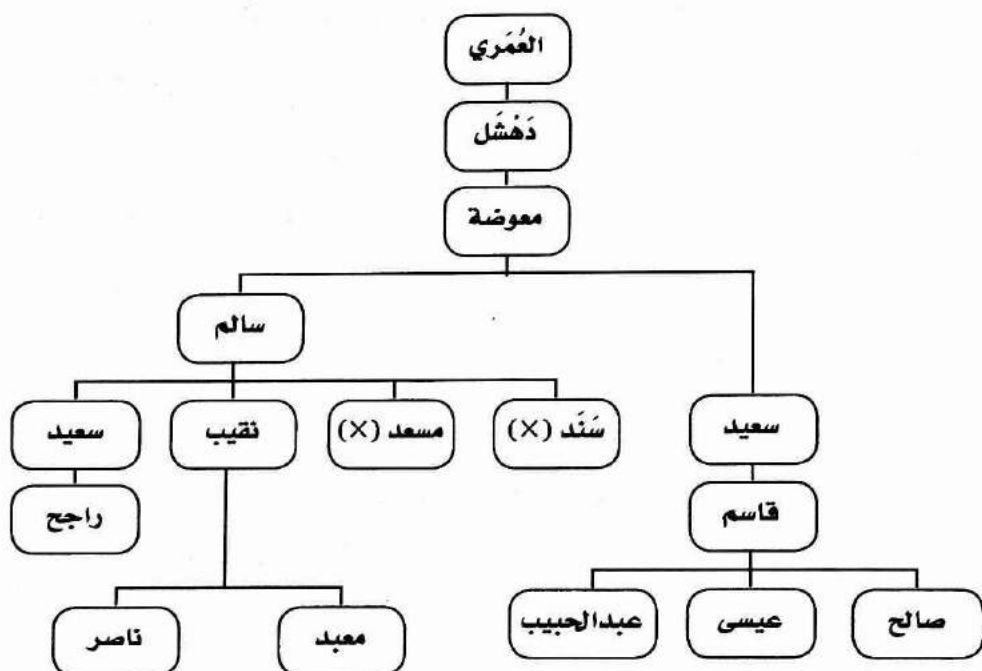 العُمَري
دَهْشَل
معوضة
سالم
سَنَد (X)
مسعد (X)
نقيب
سعيد
سعيد
راجح
قاسم
صالح
عيسى
عبدالحبيب
معبد
ناصر